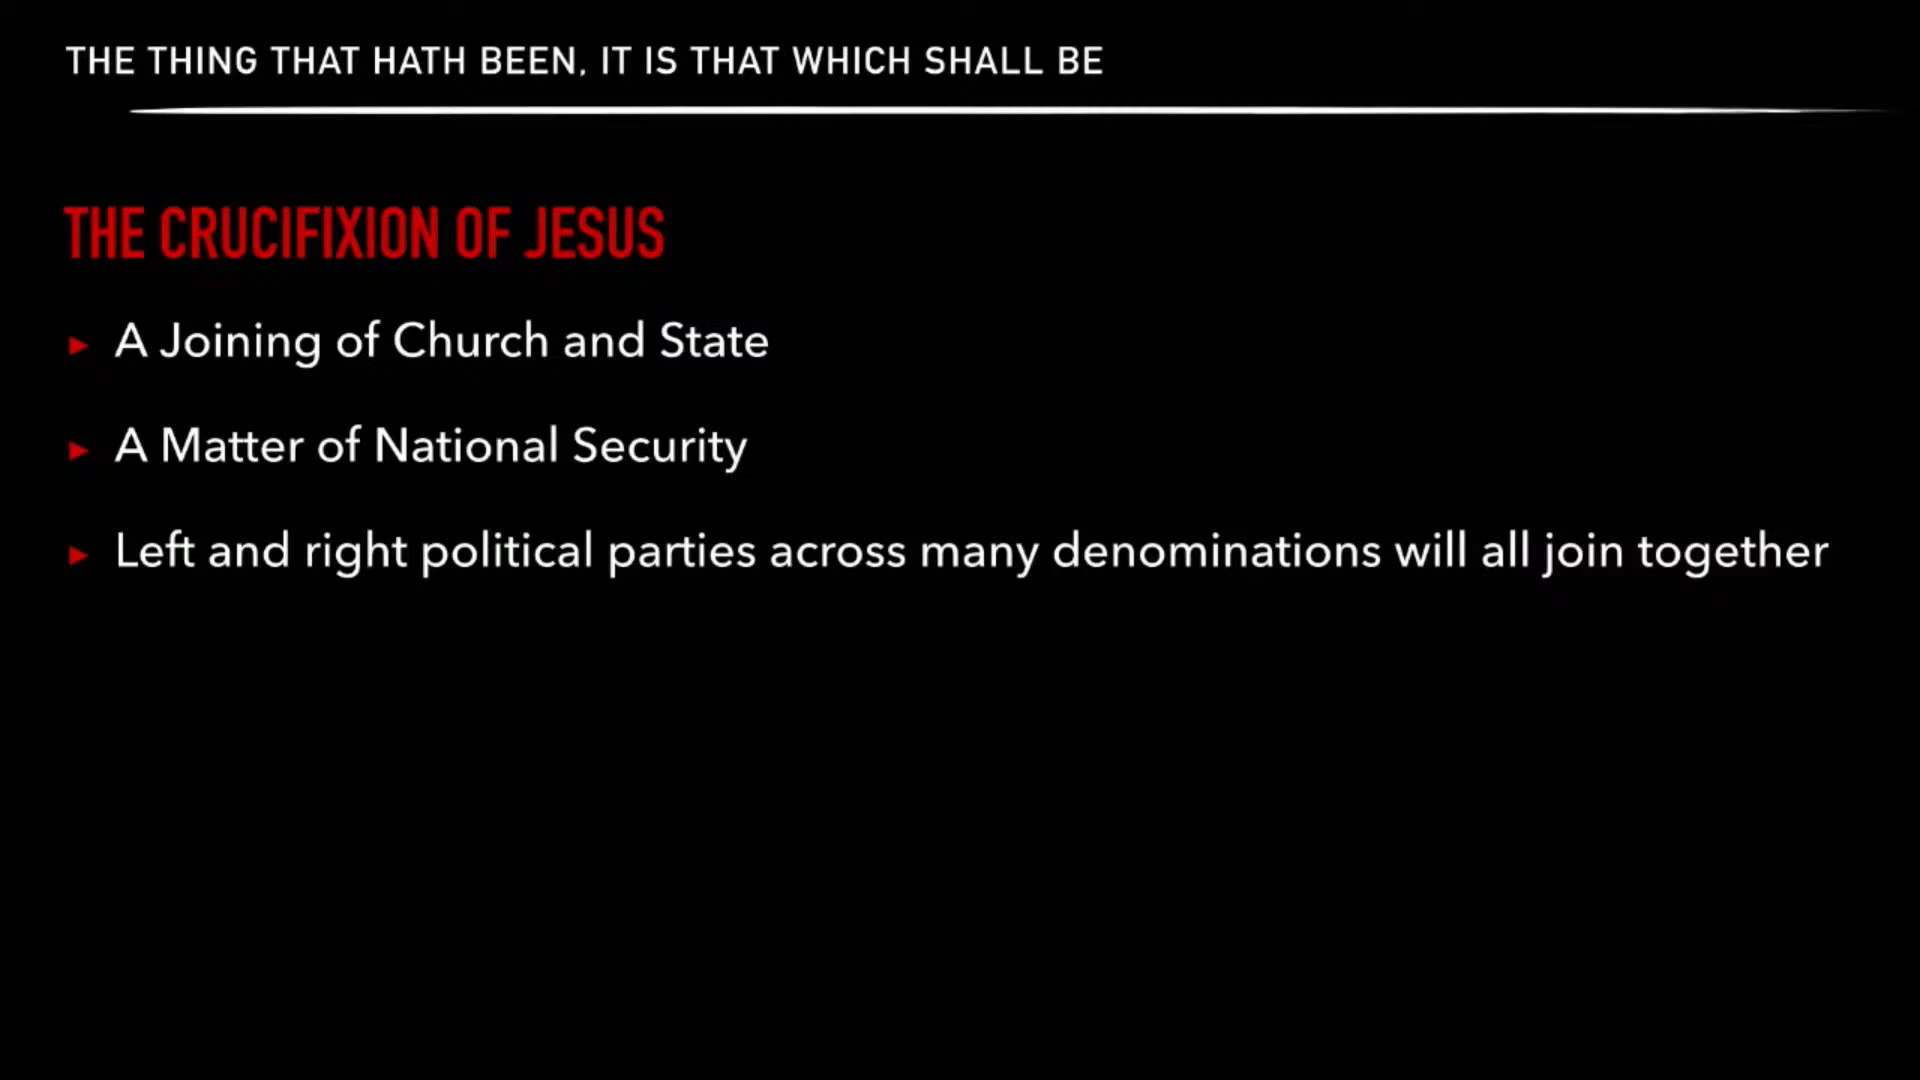 THE THING THAT HATH BEEN, IT IS THAT WHICH SHALL BE
THE CRUCIFIXION OF JESUS
▸ A Joining of Church and State
▸ A Matter of National Security
▸ Left and right political parties across many denominations will all join together